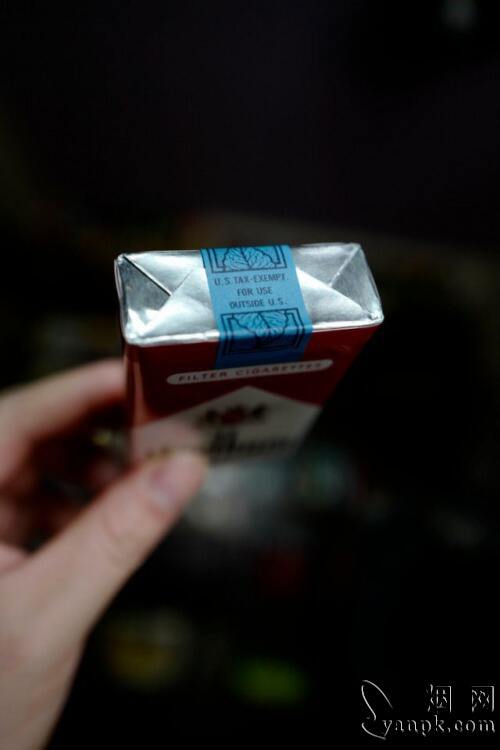 U.S. TAX-EXEMPT.
FOR USE
OUTSIDE U.S.
FILTER CIGARETTES
烟 网
yanpk.com